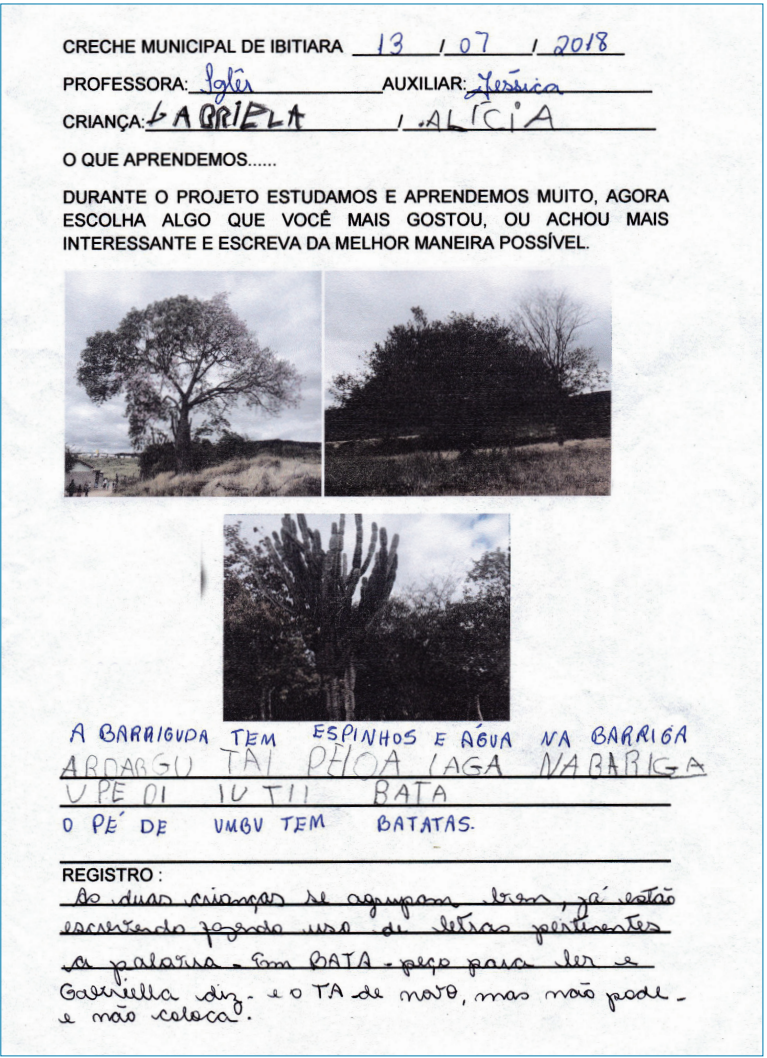 CRECHE MUNICIPAL DE IBITIARA 13 / 07 / 2018
PROFESSORA: Iglês AUXILIAR: Jéssica
CRIANÇA: GABRIELA / ALÍCIA
O QUE APRENDEMOS......
DURANTE O PROJETO ESTUDAMOS E APRENDEMOS MUITO, AGORA
ESCOLHA ALGO QUE VOCÊ MAIS GOSTOU, OU ACHOU MAIS
INTERESSANTE E ESCREVA DA MELHOR MANEIRA POSSÍVEL.
A BARRIGUDA TEM ESPINHOS E ÁGUA NA BARRIGA
ARDARGU TAI PEIOA IAGA NABARIGA
UPE DI IU TII BATA
O PÉ DE UMBU TEM BATATAS.
REGISTRO :
As duas crianças se agrupam bem, já estão
escrevendo fazendo uso de letras pertinentes
a palavra - Em BATA - peço para ler e
Gabriella diz - e o TA de novo, mas não pode -
e não coloca.